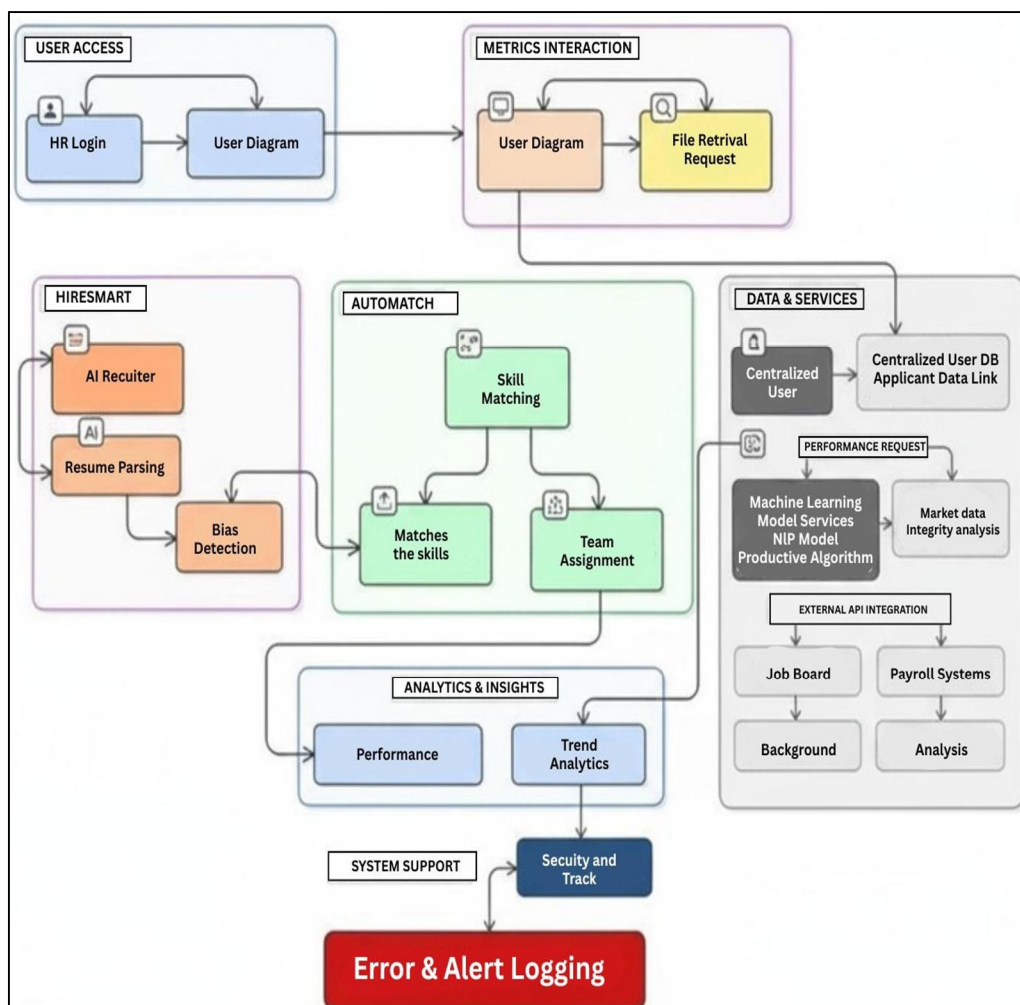 USER ACCESS
HR Login
User Diagram
METRICS INTERACTION
User Diagram
File Retrival
Request
HIRESMART
AI Recuiter
AI
Resume Parsing
Bias
Detection
AUTOMATCH
Skill
Matching
Matches
the skills
Team
Assignment
DATA & SERVICES
Centralized
User
Centralized User DB
Applicant Data Link
PERFORMANCE REQUEST
Machine Learning
Model Services
NIP Model
Productive Algorithm
Market data
Integrity analysis
EXTERNAL API INTEGRATION
Job Board
Payroll Systems
Background
Analysis
ANALYTICS & INSIGHTS
Performance
Trend
Analytics
SYSTEM SUPPORT
Secuity and
Track
Error & Alert Logging